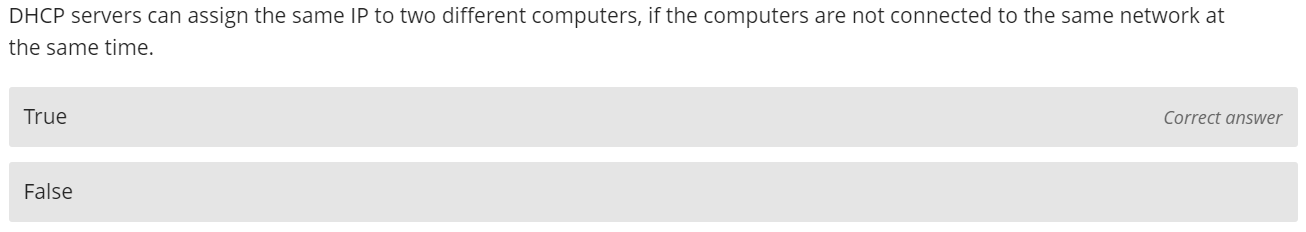 DHCP servers can assign the same IP to two different computers, if the computers are not connected to the same network at
the same time.
True
Correct answer
False